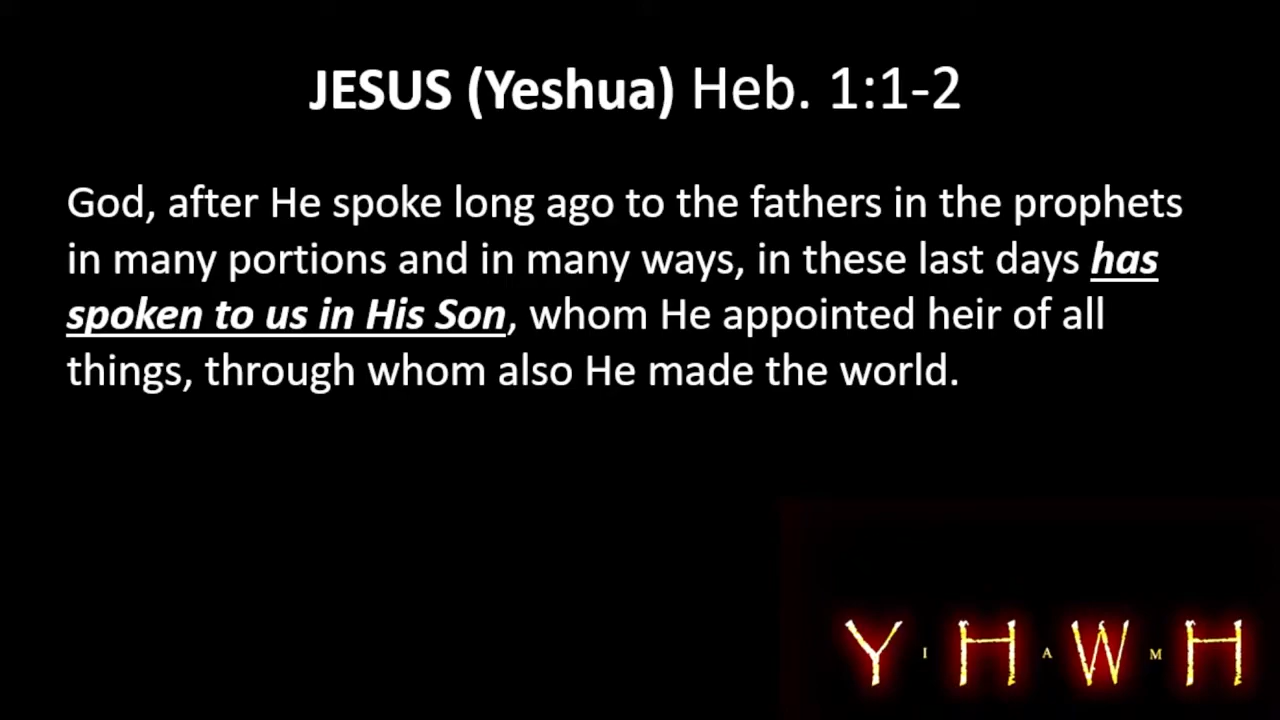 JESUS (Yeshua) Heb. 1:1-2
God, after He spoke long ago to the fathers in the prophets
in many portions and in many ways, in these last days has
spoken to us in His Son, whom He appointed heir of all
things, through whom also He made the world.
Y I H A W M H